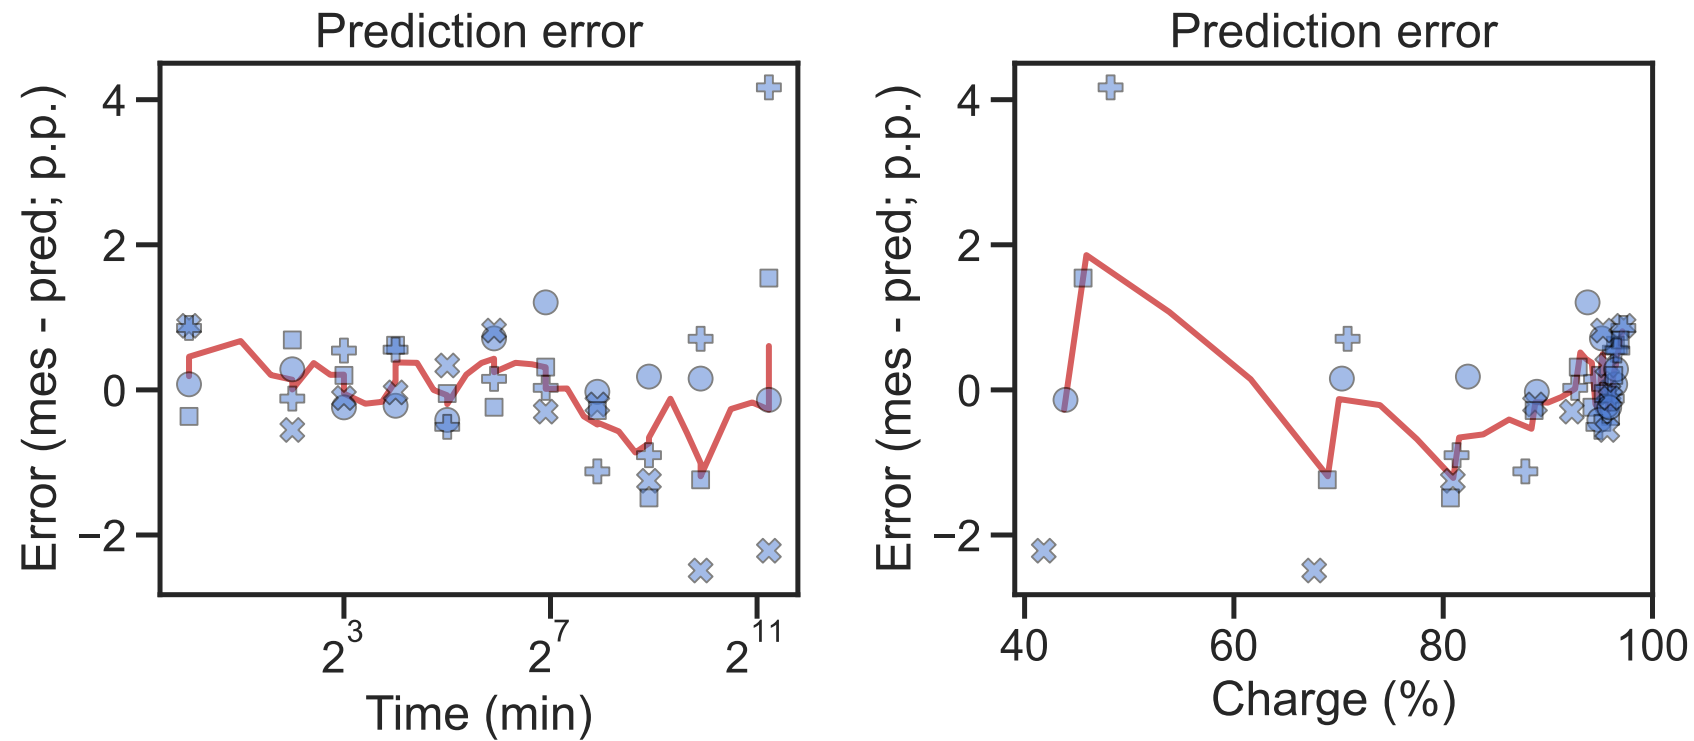 Prediction error
Error (mes - pred; p.p.)
4
2
0
−2
2^3
2^7
2^11
Time (min)
Prediction error
Error (mes - pred; p.p.)
4
2
0
−2
40
60
80
100
Charge (%)